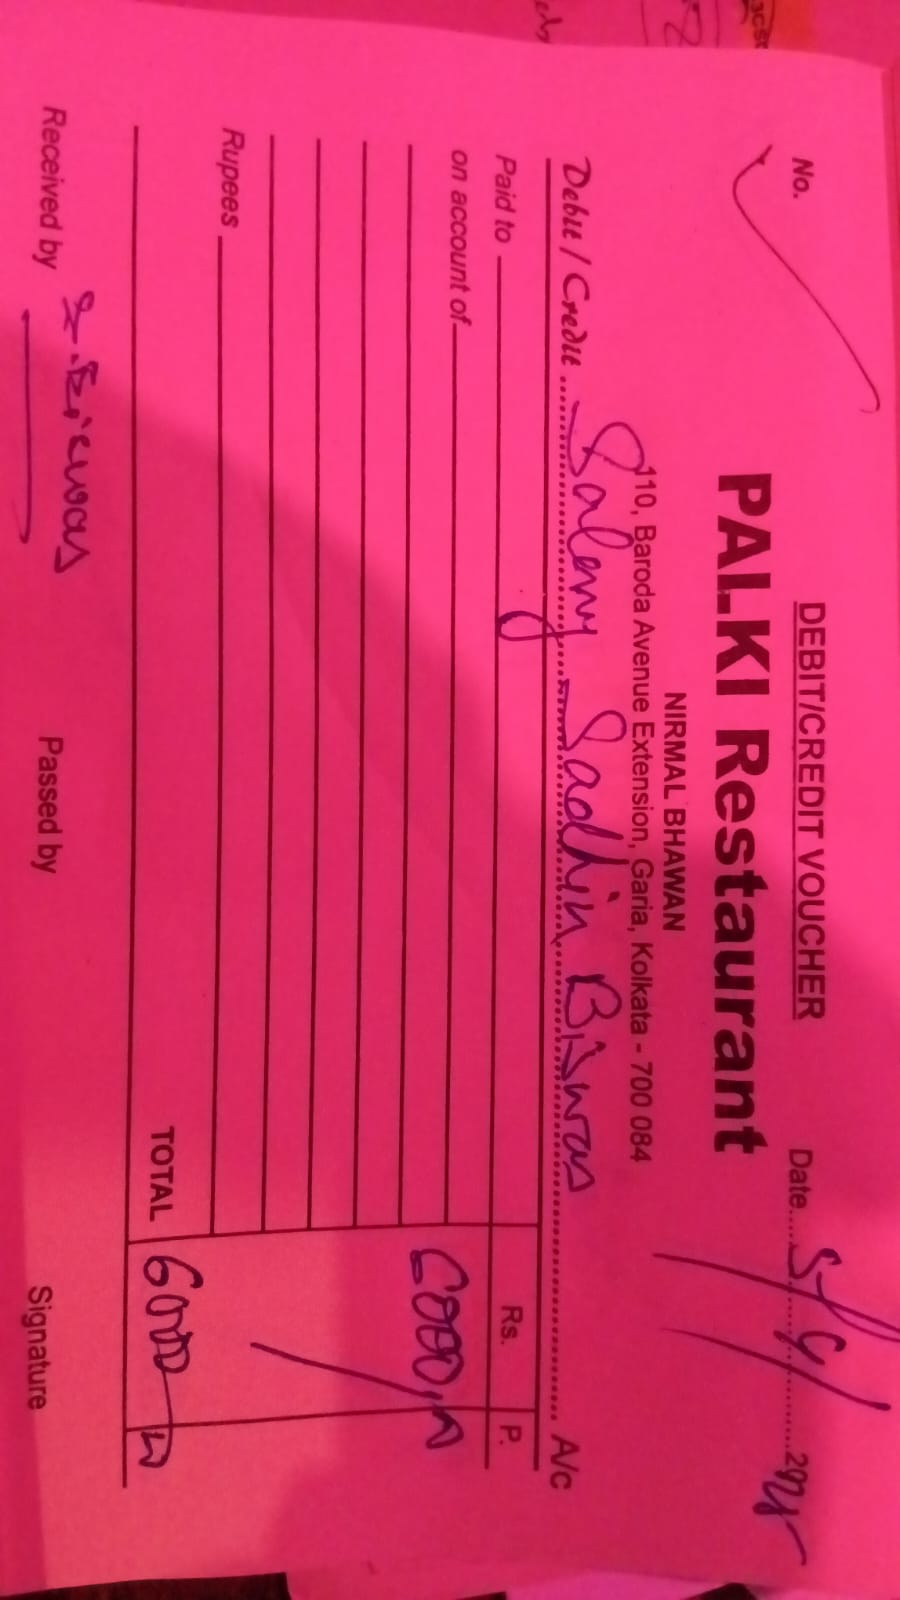 DEBIT/CREDIT VOUCHER
No. Date 5/9/
PALKI Restaurant
NIRMAL BHAWAN
110, Baroda Avenue Extension, Garia, Kolkata - 700 084
Debit / Credit Salary Sadhin Biswas A/c
Paid to Rs. P.
on account of 6000
Rupees
TOTAL 6000
Received by S. Biswas Passed by Signature